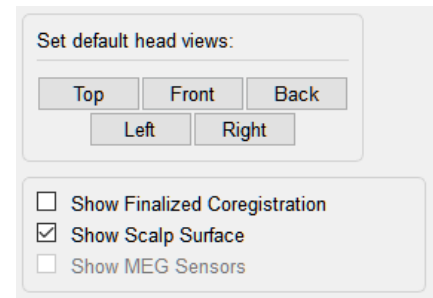 Set default head views:
Top Front Back
Left Right
Show Finalized Coregistration
Show Scalp Surface
Show MEG Sensors